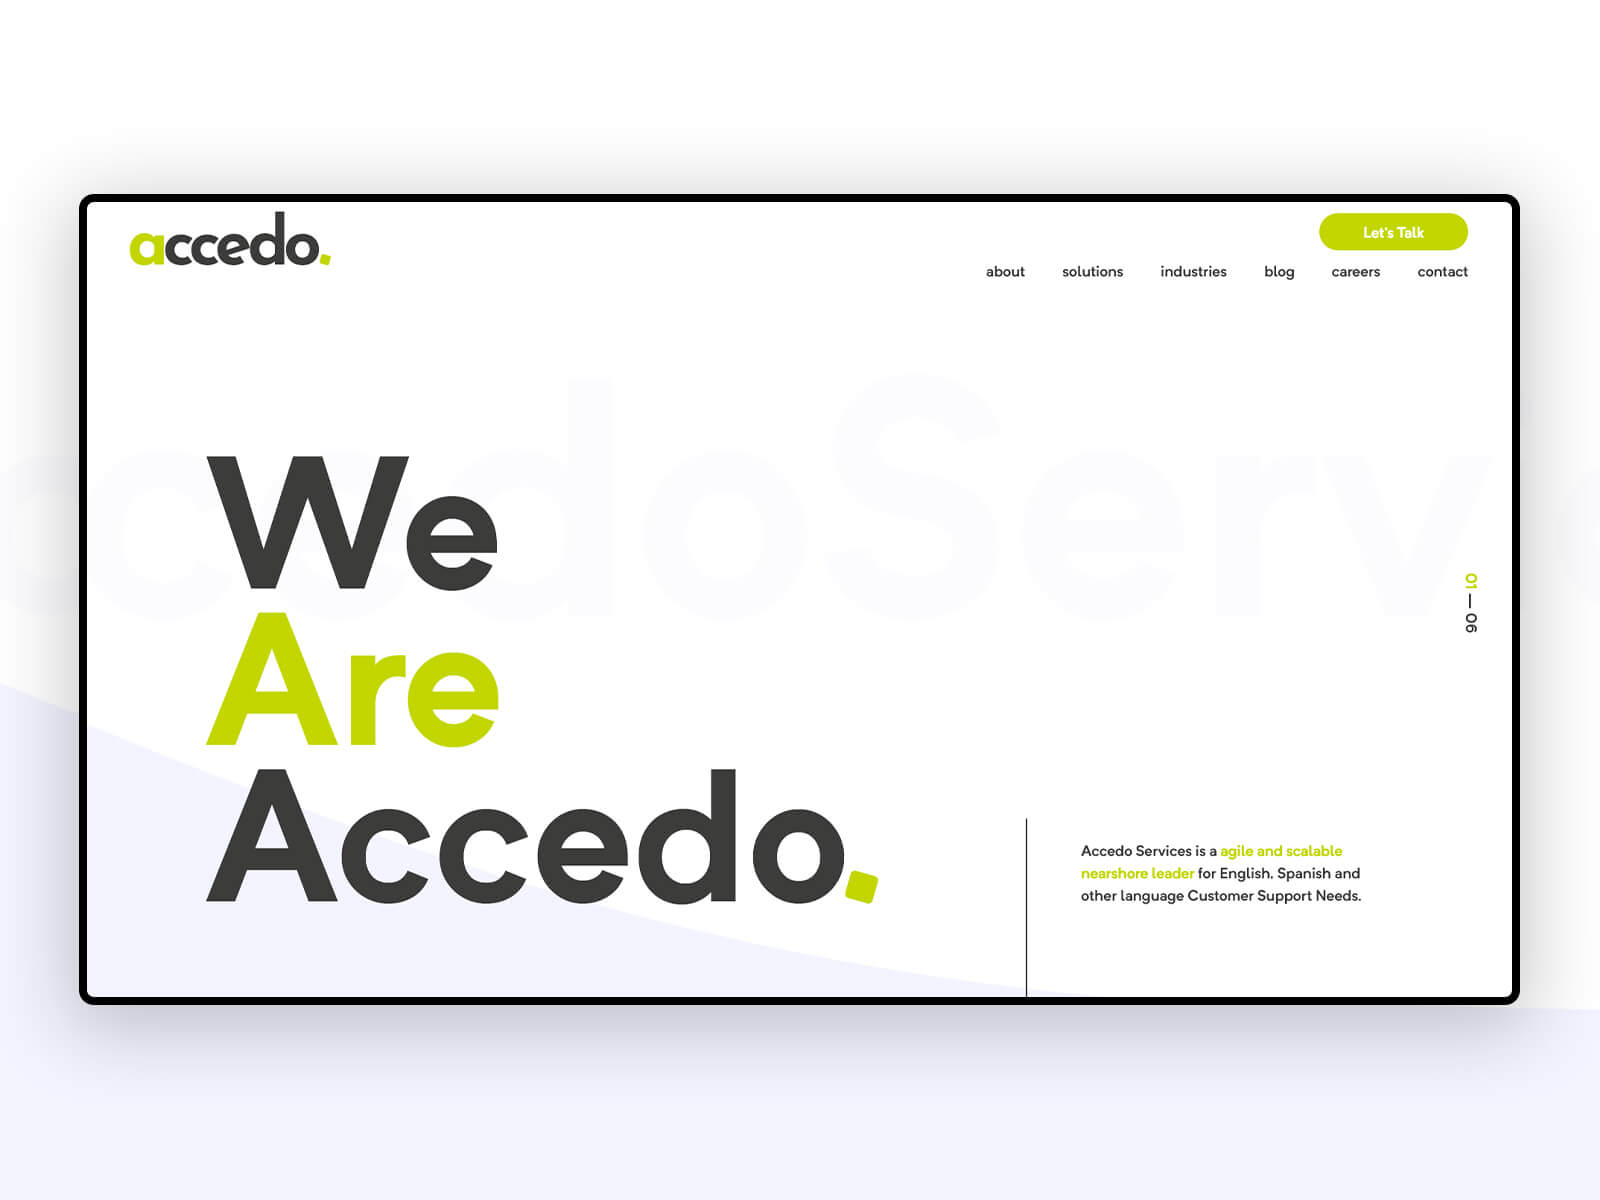 accedo.
Let's Talk
about solutions industries blog careers contact
ccedoServ
We
Are
Accedo.
01 — 06
Accedo Services is a agile and scalable
nearshore leader for English. Spanish and
other language Customer Support Needs.